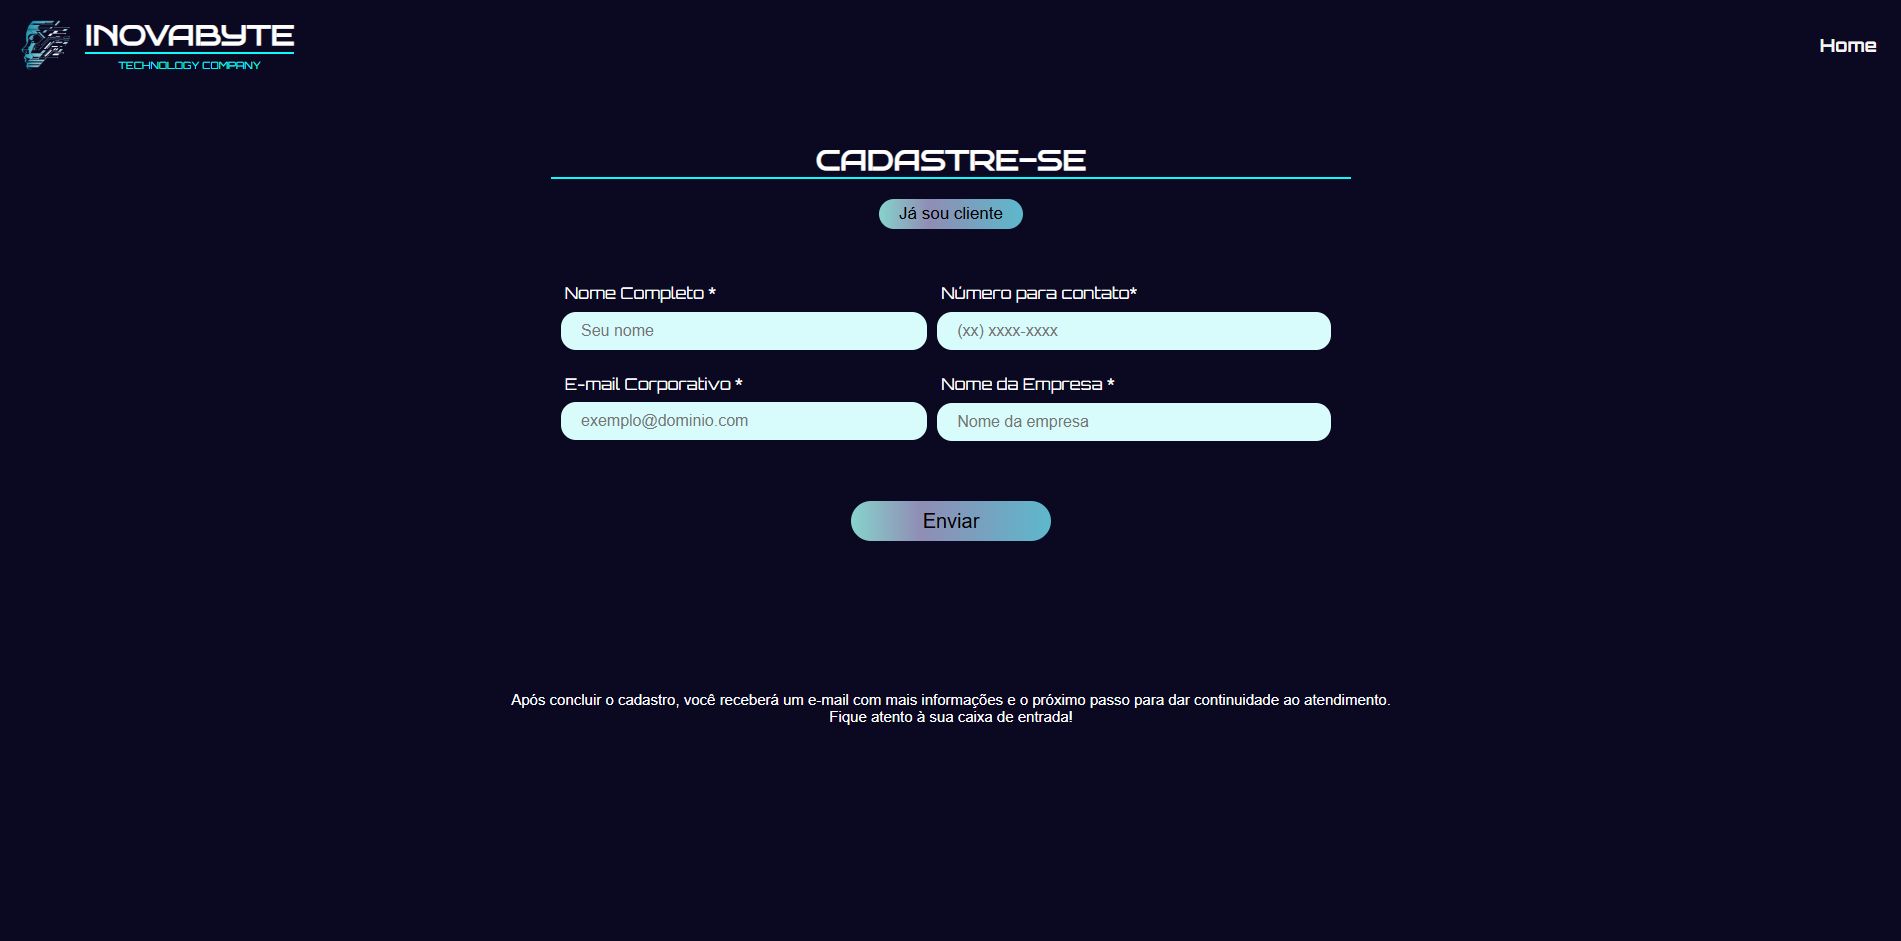 INOVABYTE
TECHNOLOGY COMPANY
Home
CADASTRE-SE
Já sou cliente
Nome Completo *
Número para contato*
Seu nome
(xx) xxxx-xxxx
E-mail Corporativo *
Nome da Empresa *
exemplo@dominio.com
Nome da empresa
Enviar
Após concluir o cadastro, você receberá um e-mail com mais informações e o próximo passo para dar continuidade ao atendimento.
Fique atento à sua caixa de entrada!